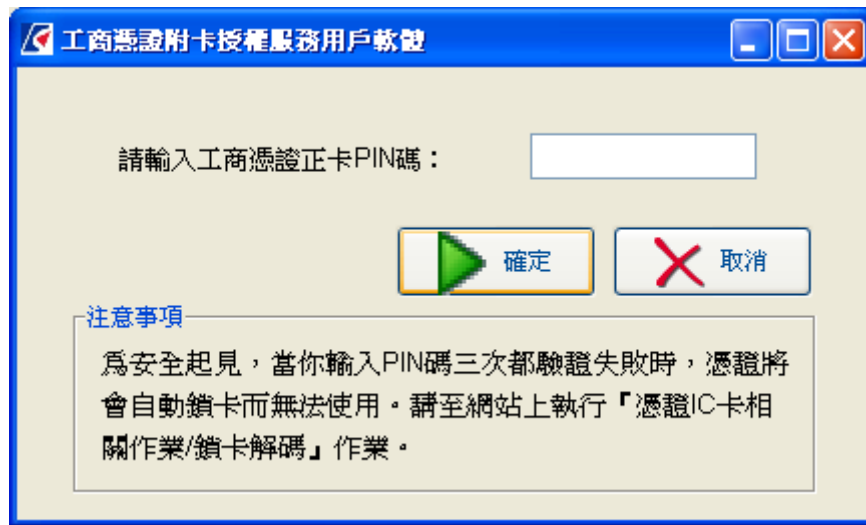 工商憑證附卡授權服務用戶軟體
請輸入工商憑證正卡PIN碼：
確定
取消
注意事項
為安全起見，當你輸入PIN碼三次都驗證失敗時，憑證將
會自動鎖卡而無法使用。請至網站上執行『憑證IC卡相
關作業/鎖卡解碼』作業。